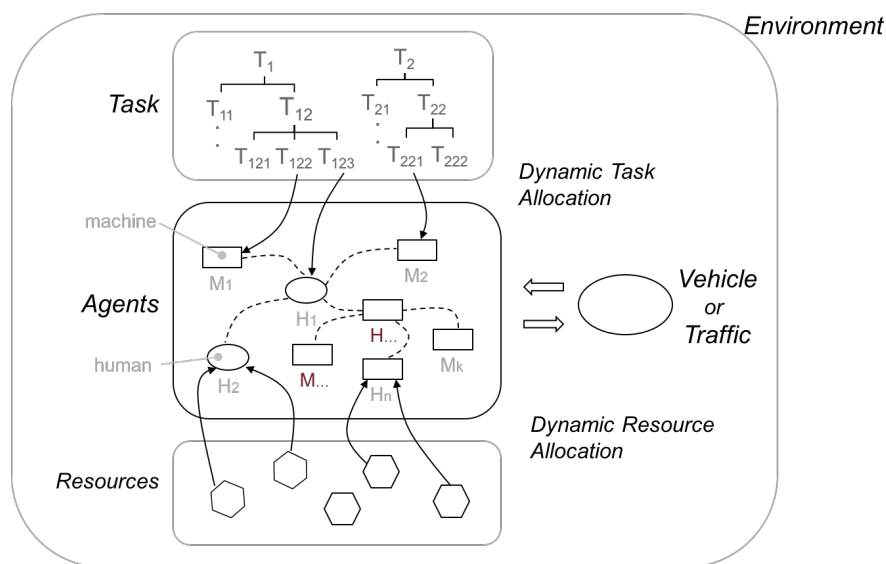 Environment
Task
T1
T11
T12
:
T121 T122 T123
T2
T21
T22
:
T221 T222
Dynamic Task
Allocation
machine
M1
M2
Agents
H1
H...
human
H2
M...
Hn
Mk
Vehicle
or
Traffic
Dynamic Resource
Allocation
Resources